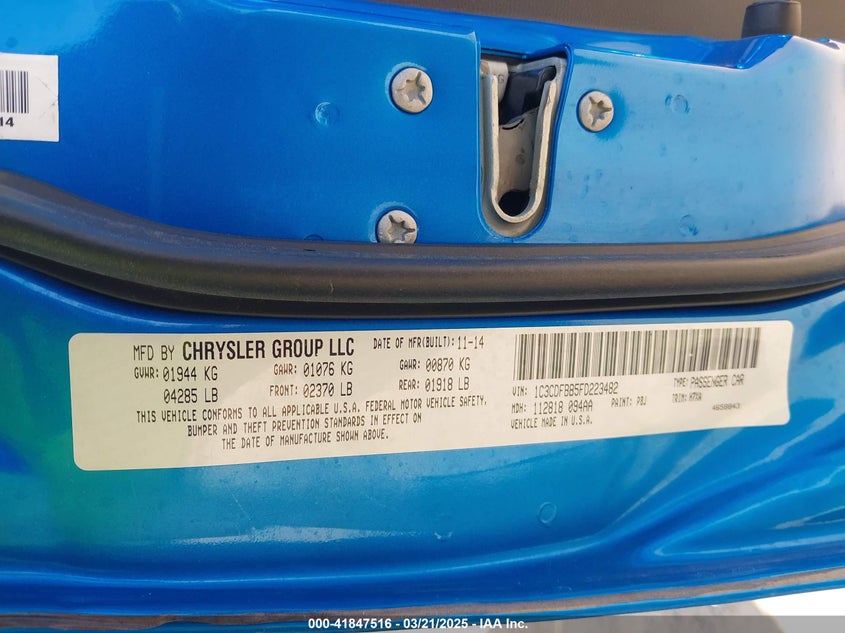 14
MFD BY CHRYSLER GROUP LLC DATE OF MFR(BUILT): 11-14
GVWR: 01944 KG GAWR: 01076 KG GAWR: 00870 KG
04285 LB FRONT: 02370 LB REAR: 01918 LB
THIS VEHICLE CONFORMS TO ALL APPLICABLE U.S.A. FEDERAL MOTOR VEHICLE SAFETY,
BUMPER AND THEFT PREVENTION STANDARDS IN EFFECT ON
THE DATE OF MANUFACTURE SHOWN ABOVE.
VIN: 1C3CDFBB5FD223482 TYPE: PASSENGER CAR
MDH: 112818 094AA PAINT: PBJ TRIM: H7XA
VEHICLE MADE IN U.S.A. 4658043
000-41847516 — 03/21/2025 — IAA Inc.